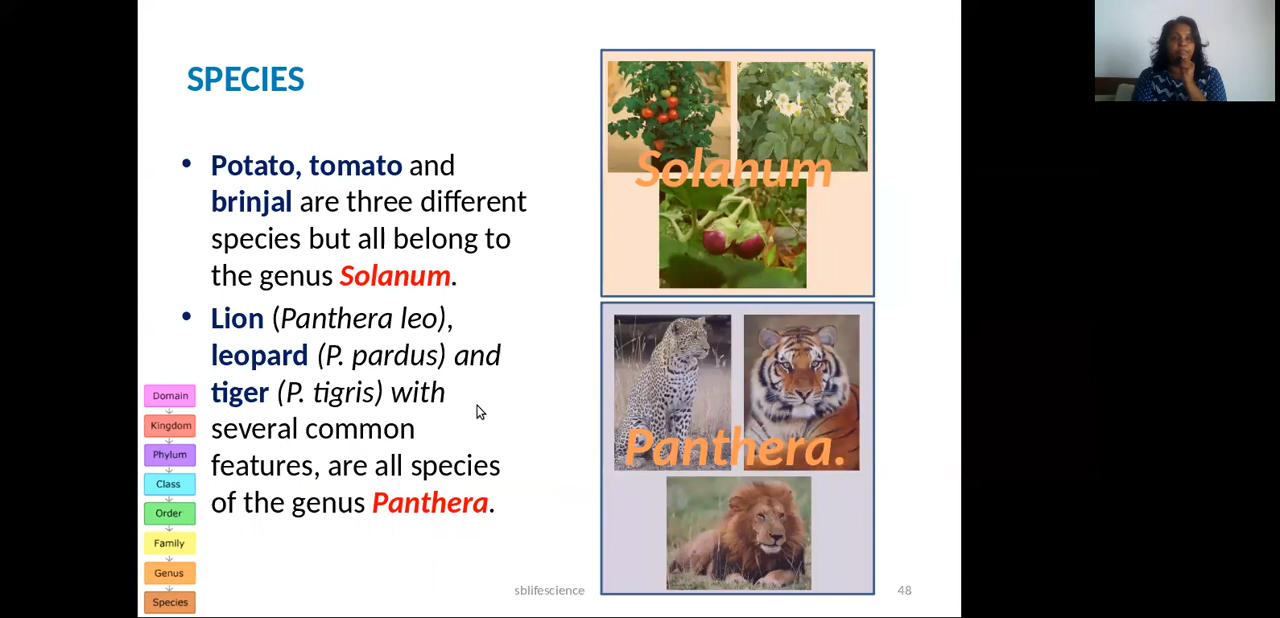 SPECIES
• Potato, tomato and
brinjal are three different
species but all belong to
the genus Solanum.
• Lion (Panthera leo),
leopard (P. pardus) and
tiger (P. tigris) with
several common
features, are all species
of the genus Panthera.
Domain
Kingdom
Phylum
Class
Order
Family
Genus
Species
Solanum
Panthera.
sblifescience
48